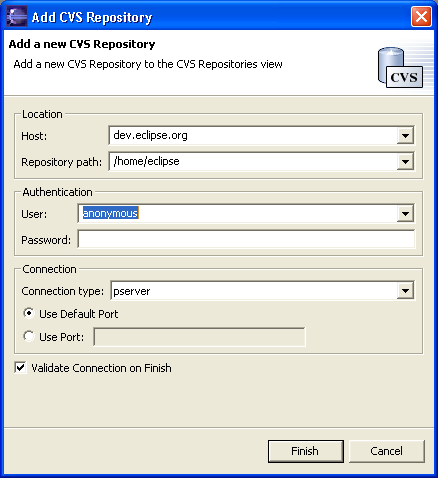 Add CVS Repository
Add a new CVS Repository
Add a new CVS Repository to the CVS Repositories view
CVS
Location
Host: dev.eclipse.org
Repository path: /home/eclipse
Authentication
User: anonymous
Password:
Connection
Connection type: pserver
Use Default Port
Use Port:
Validate Connection on Finish
Finish Cancel